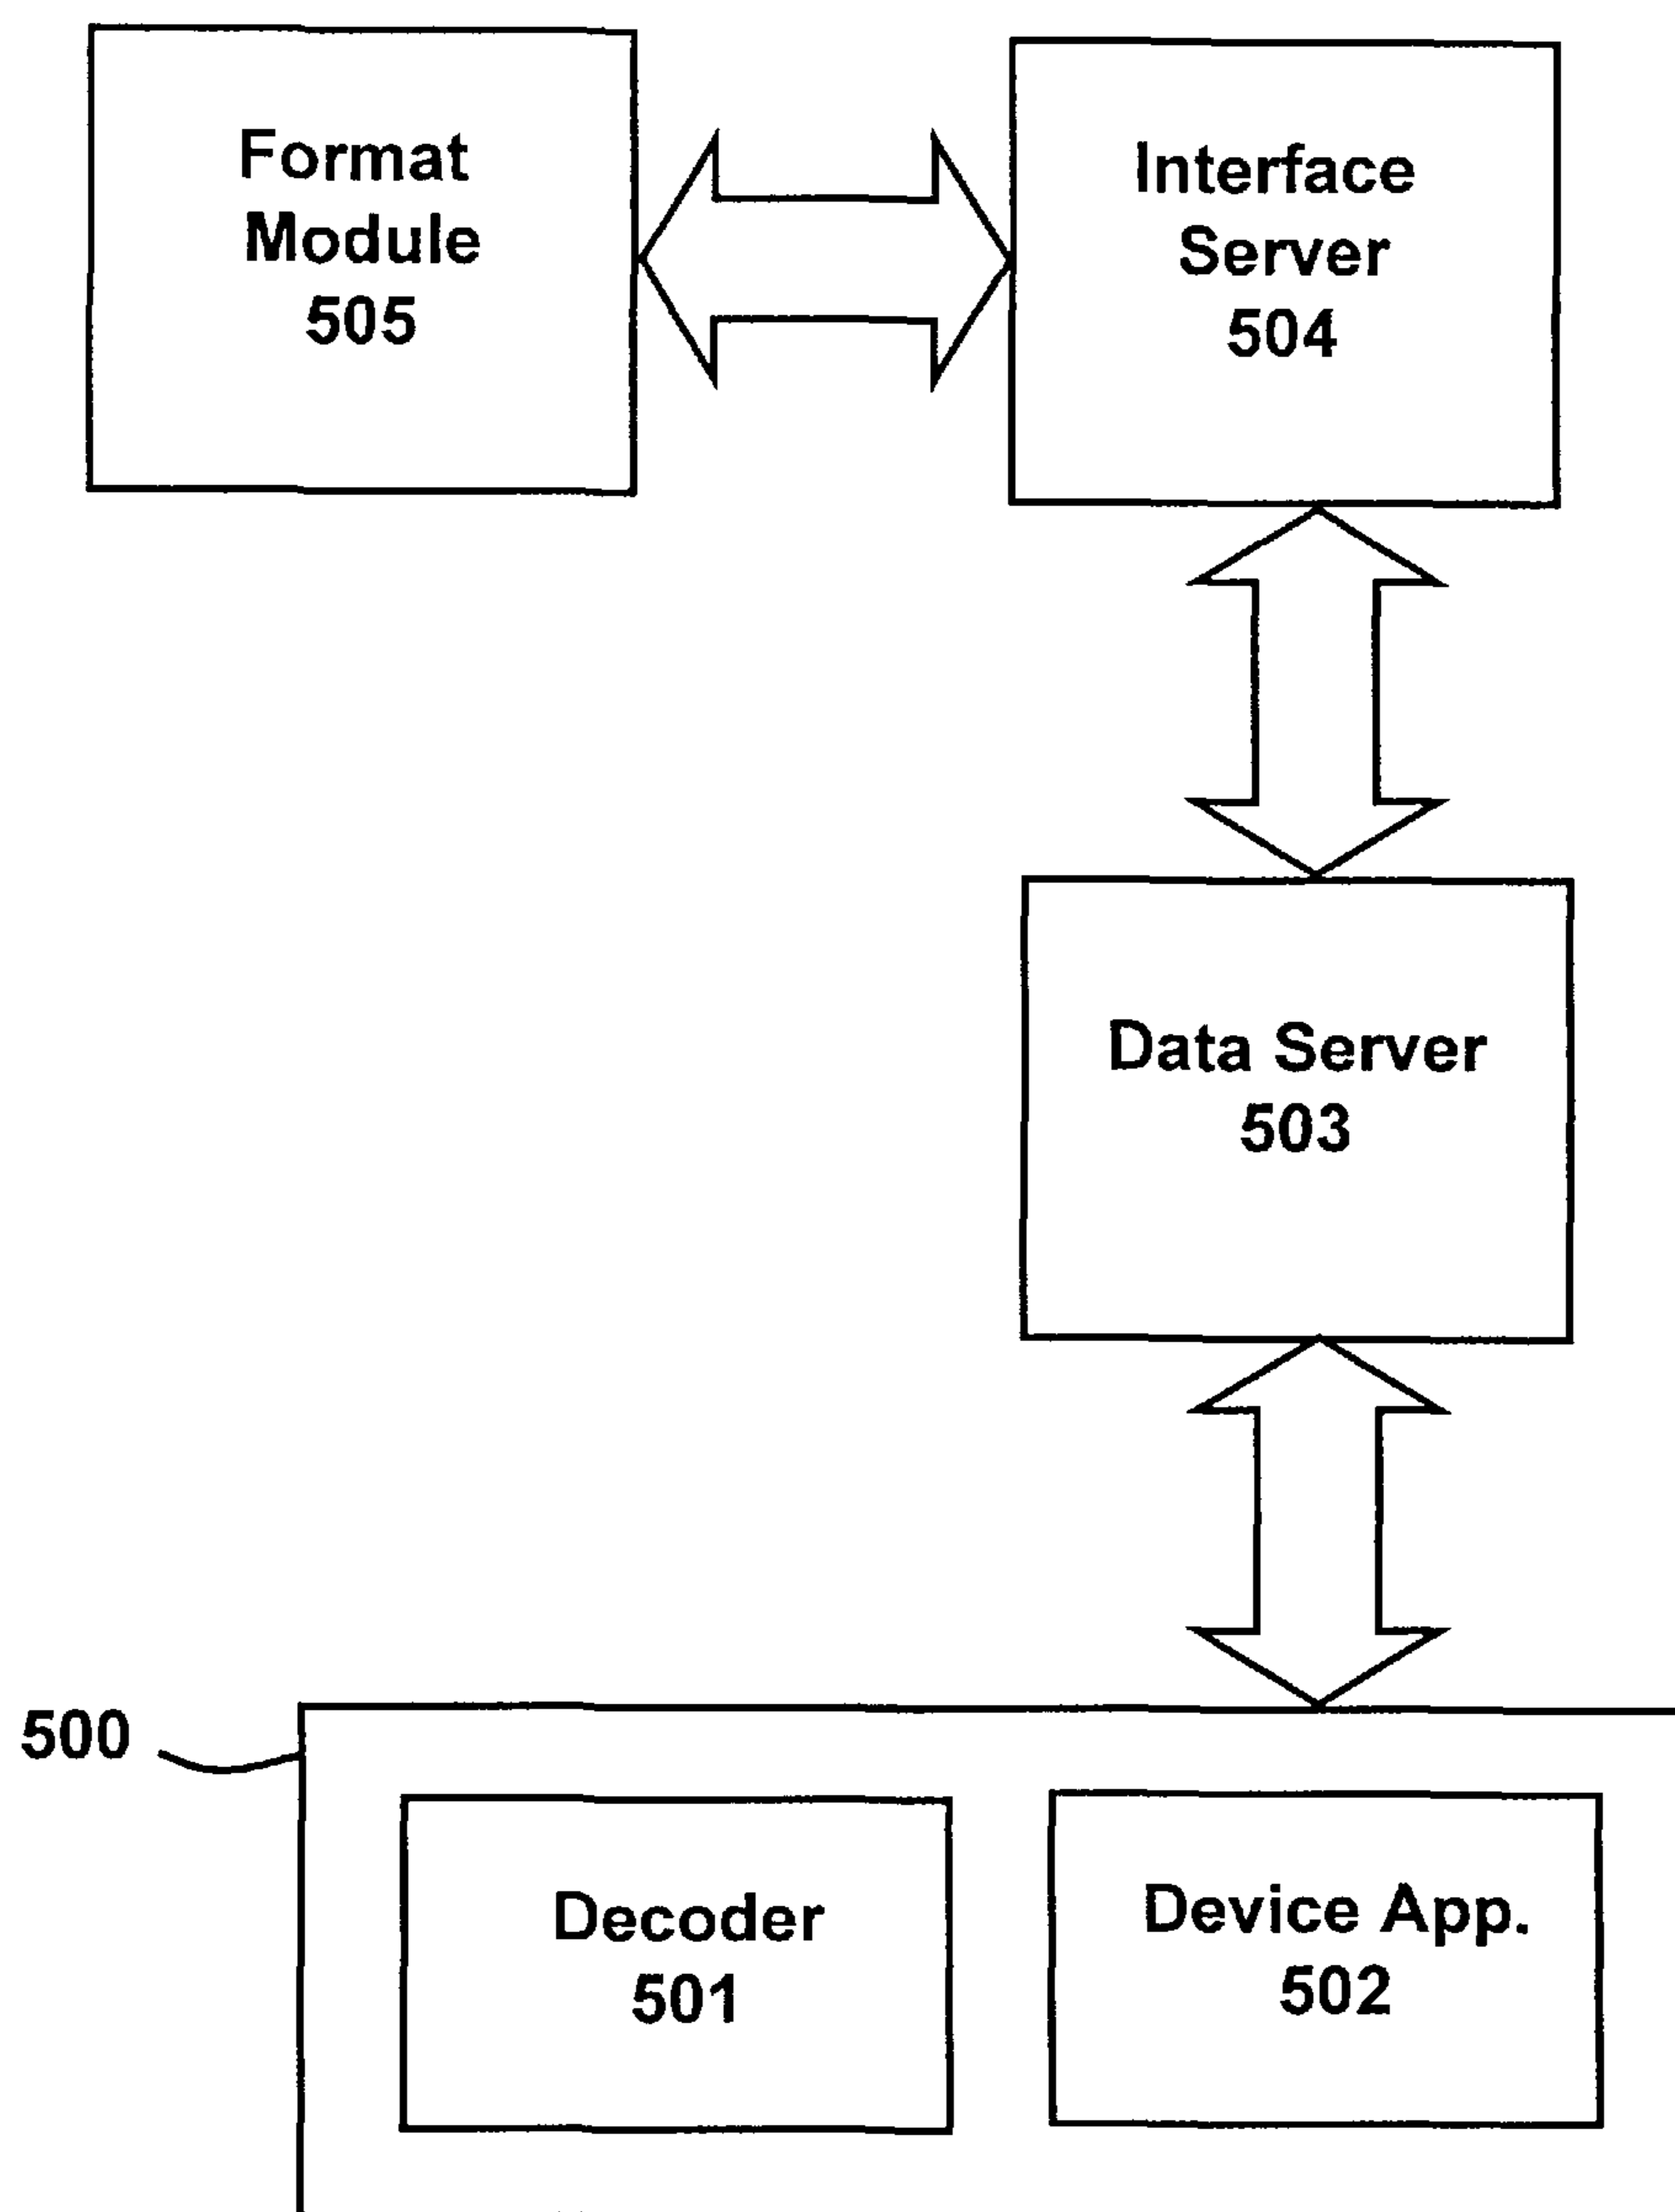 Format
Module
505
Interface
Server
504
Data Server
503
500
Decoder
501
Device App.
502